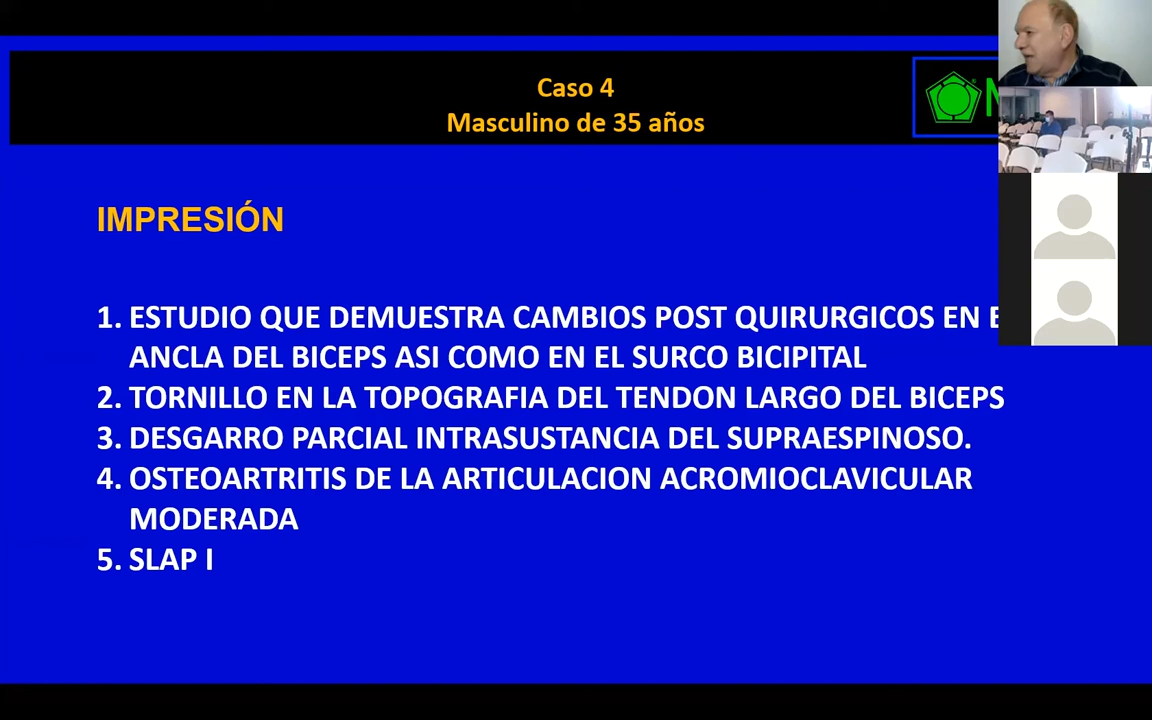 Caso 4
Masculino de 35 años
IMPRESIÓN
1. ESTUDIO QUE DEMUESTRA CAMBIOS POST QUIRURGICOS EN
ANCLA DEL BICEPS ASI COMO EN EL SURCO BICIPITAL
2. TORNILLO EN LA TOPOGRAFIA DEL TENDON LARGO DEL BICEPS
3. DESGARRO PARCIAL INTRASUSTANCIA DEL SUPRAESPINOSO.
4. OSTEOARTRITIS DE LA ARTICULACION ACROMIOCLAVICULAR
MODERADA
5. SLAP I